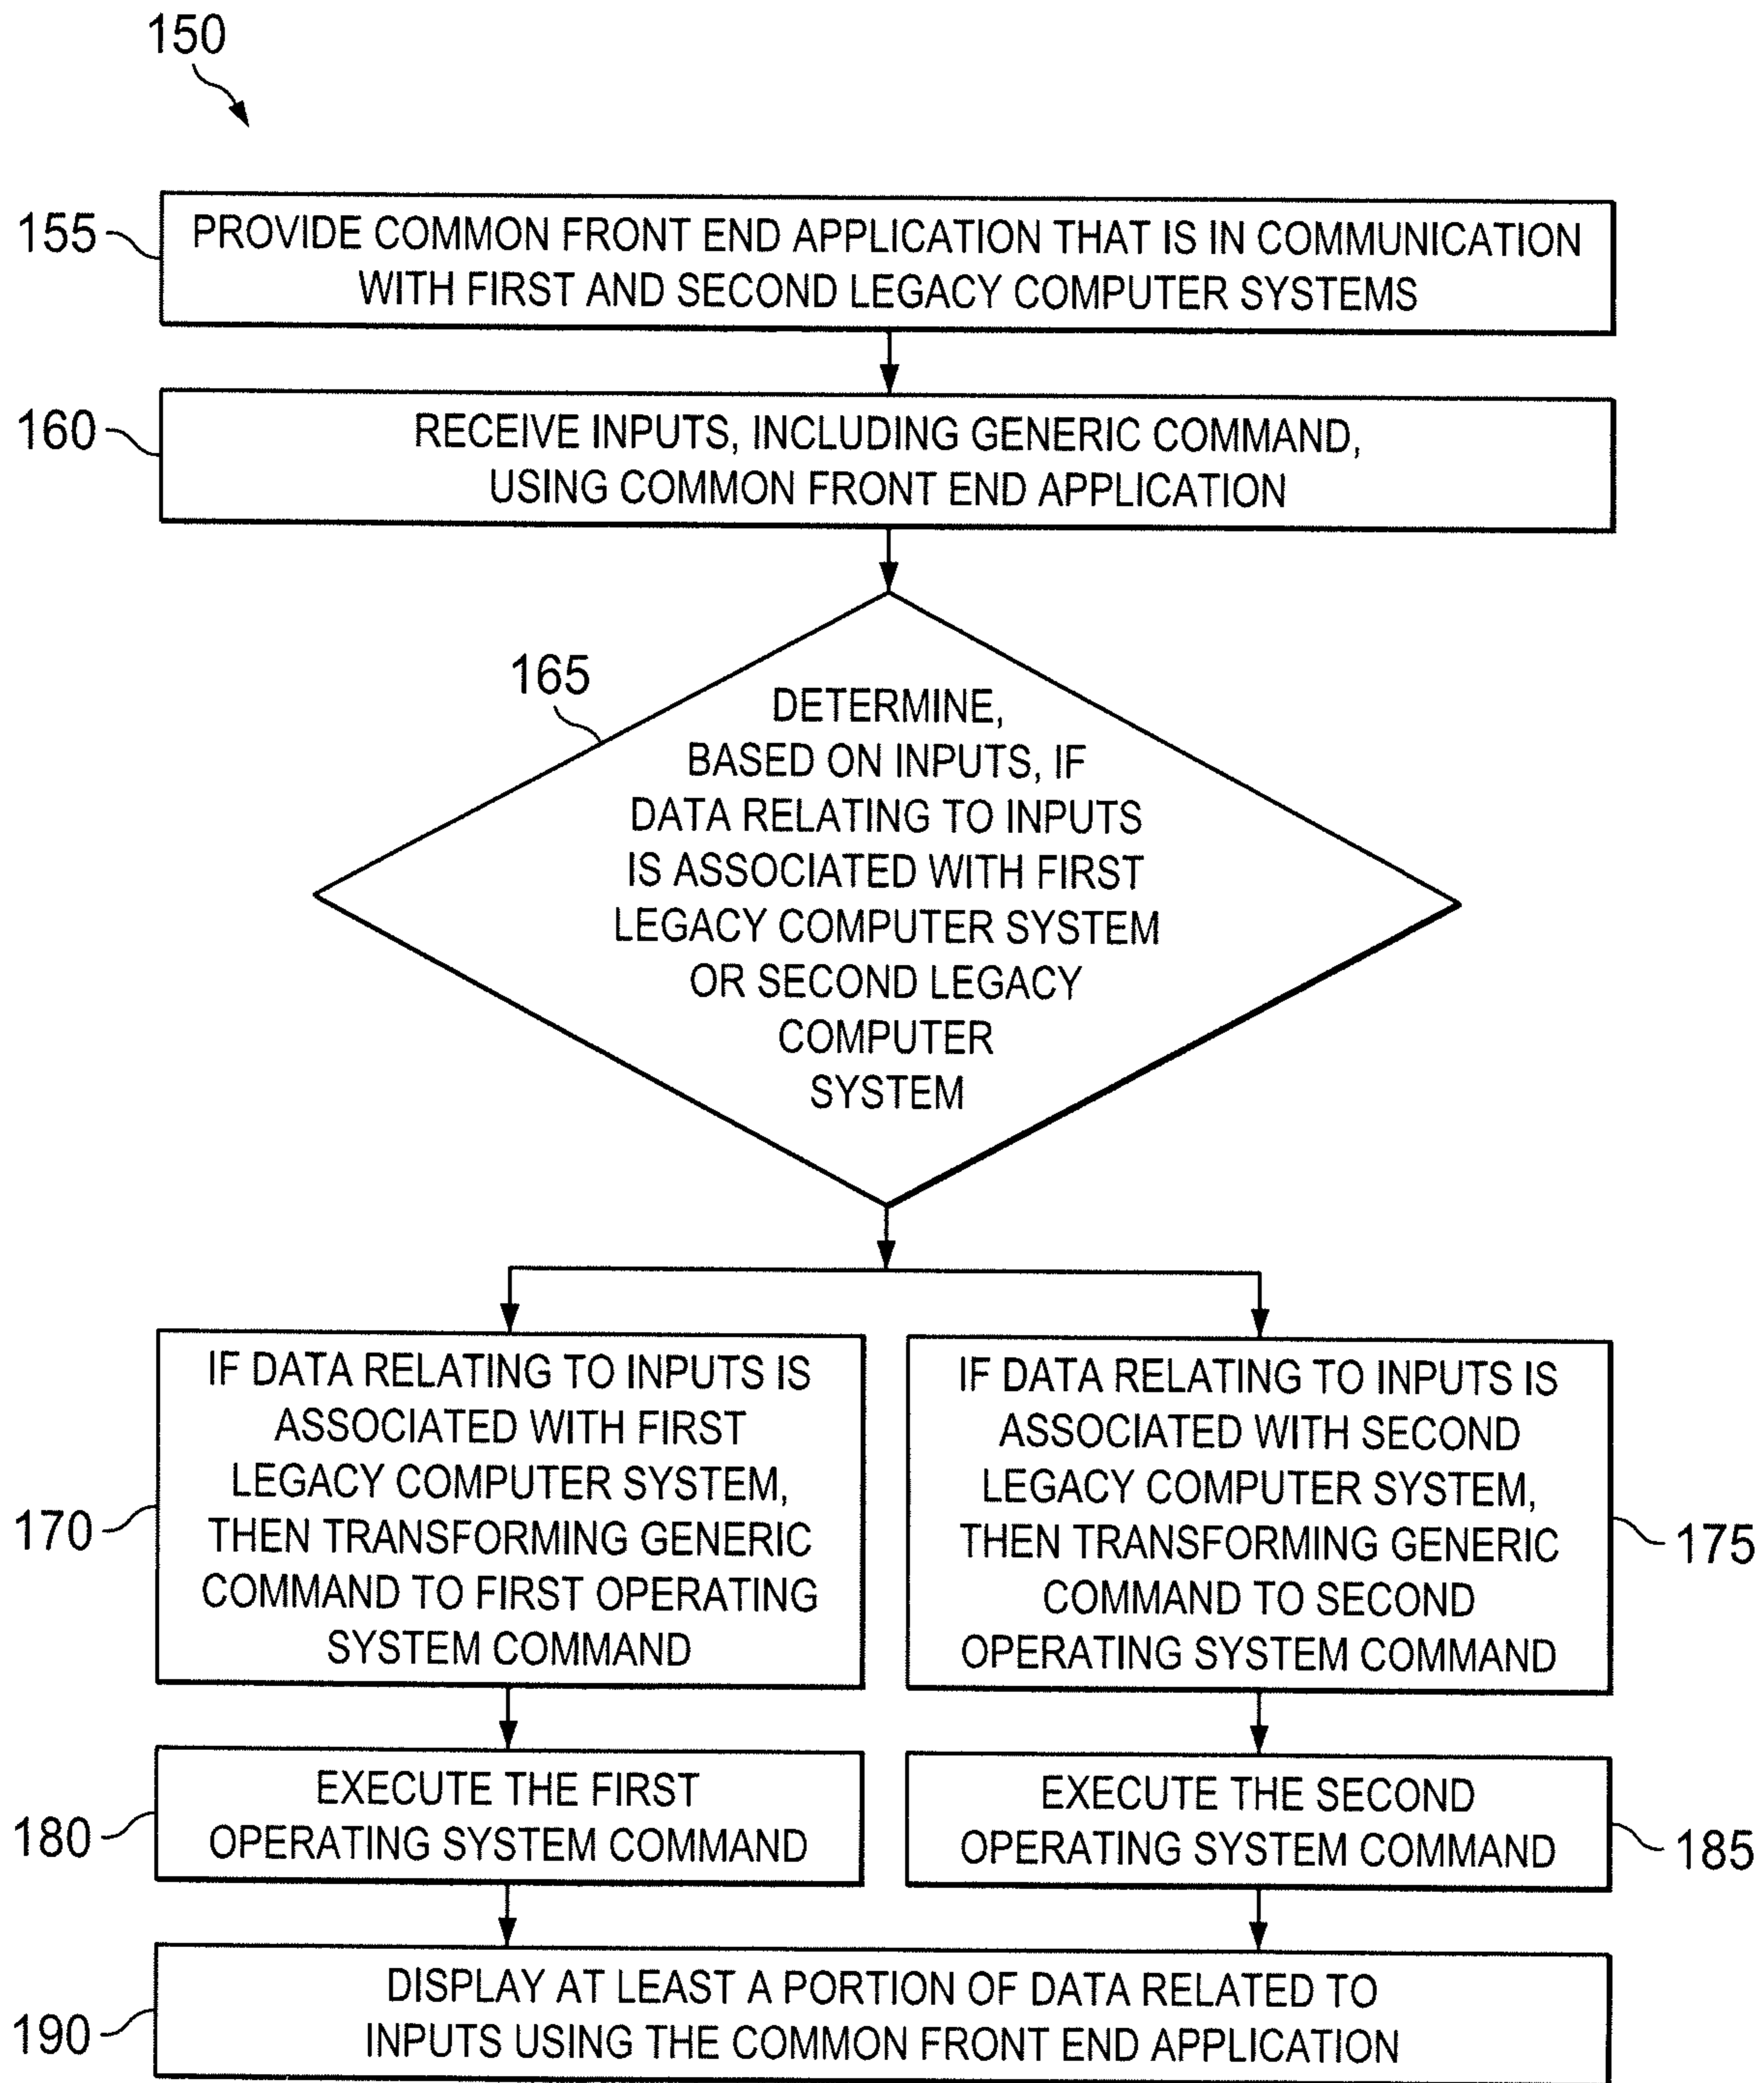 150
155
PROVIDE COMMON FRONT END APPLICATION THAT IS IN COMMUNICATION
WITH FIRST AND SECOND LEGACY COMPUTER SYSTEMS
160
RECEIVE INPUTS, INCLUDING GENERIC COMMAND,
USING COMMON FRONT END APPLICATION
165
DETERMINE,
BASED ON INPUTS, IF
DATA RELATING TO INPUTS
IS ASSOCIATED WITH FIRST
LEGACY COMPUTER SYSTEM
OR SECOND LEGACY
COMPUTER
SYSTEM
170
IF DATA RELATING TO INPUTS IS
ASSOCIATED WITH FIRST
LEGACY COMPUTER SYSTEM,
THEN TRANSFORMING GENERIC
COMMAND TO FIRST OPERATING
SYSTEM COMMAND
IF DATA RELATING TO INPUTS IS
ASSOCIATED WITH SECOND
LEGACY COMPUTER SYSTEM,
THEN TRANSFORMING GENERIC
COMMAND TO SECOND
OPERATING SYSTEM COMMAND
175
180
EXECUTE THE FIRST
OPERATING SYSTEM COMMAND
EXECUTE THE SECOND
OPERATING SYSTEM COMMAND
185
190
DISPLAY AT LEAST A PORTION OF DATA RELATED TO
INPUTS USING THE COMMON FRONT END APPLICATION